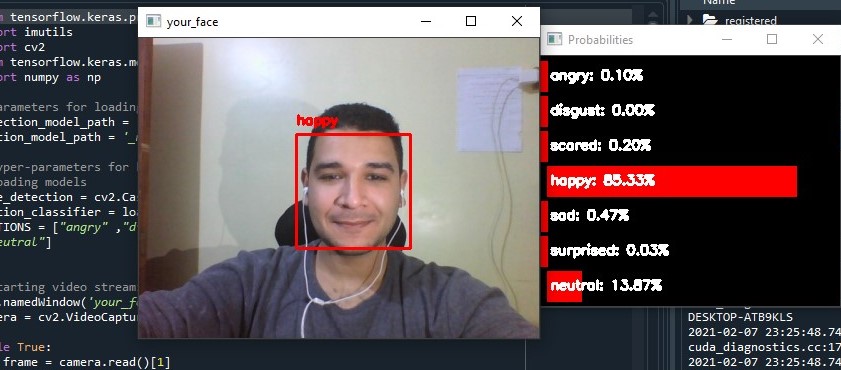 m tensorflow.keras.p
ort imutils
ort cv2
m tensorflow.keras.m
ort numpy as np
arameters for loading
ection_model_path =
tion_model_path = '_
yper-parameters for
oading models
e_detection = cv2.Ca
tion_classifier = loa
TIONS = ["angry" ,"d
eutral"]
starting video stream
.namedWindow('your_f
era = cv2.VideoCaptur
le True:
frame = camera.read()[1]
your_face
happy
Probabilities
angry: 0.10%
disgust: 0.00%
scared: 0.20%
happy: 85.33%
sad: 0.47%
surprised: 0.03%
neutral: 13.87%
Name
registered
DESKTOP-ATB9KLS
2021-02-07 23:25:48.74
cuda_diagnostics.cc:17
2021-02-07 23:25:48.74